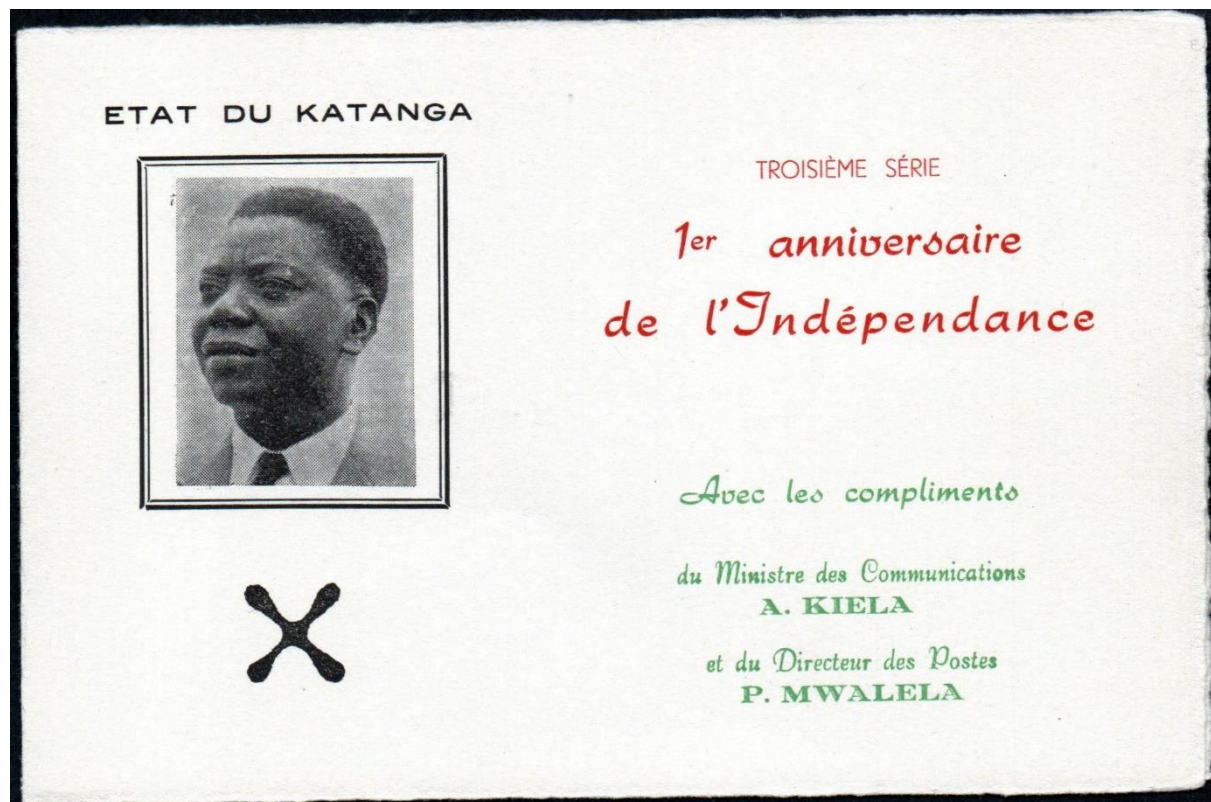 ETAT DU KATANGA
TROISIÈME SÉRIE
1er anniversaire
de l'Indépendance
Avec les compliments
du Ministre des Communications
A. KIELA
et du Directeur des Postes
P. MWALELA